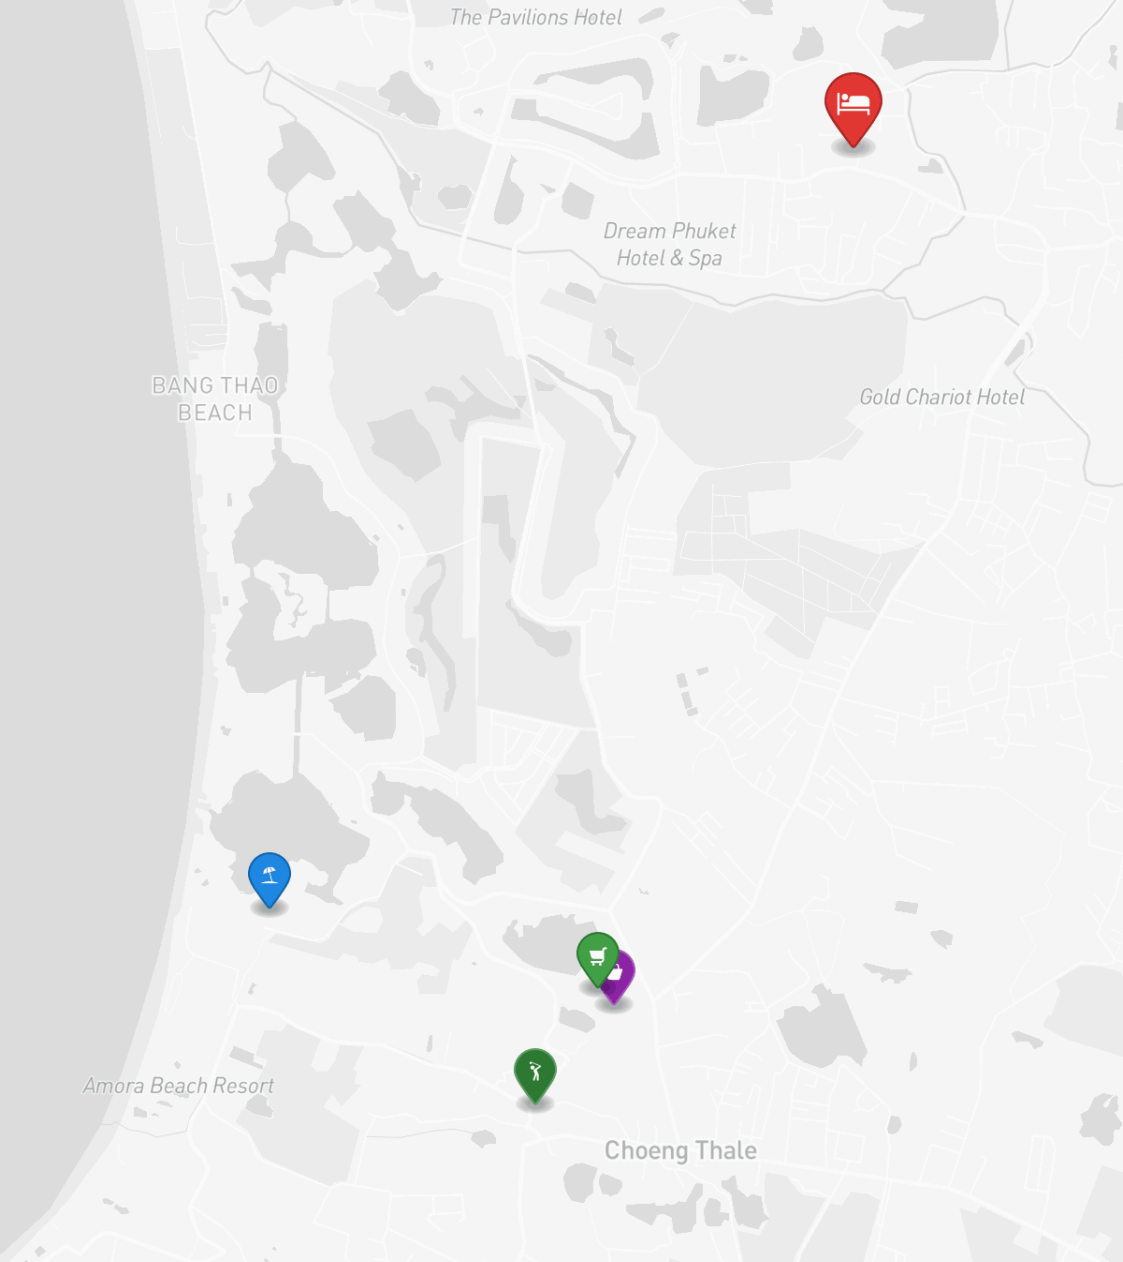 The Pavilions Hotel
Dream Phuket
Hotel & Spa
BANG THAO
BEACH
Gold Chariot Hotel
Amora Beach Resort
Choeng Thale